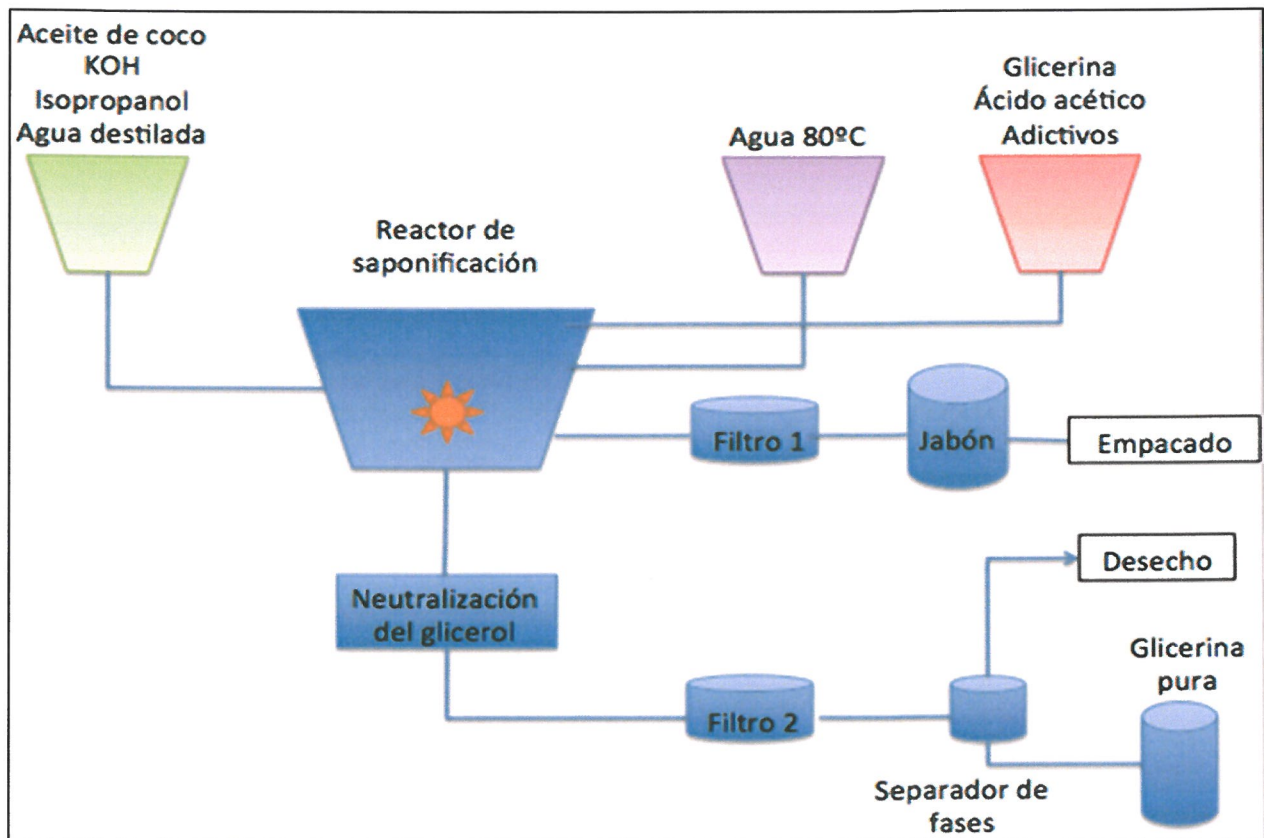 Aceite de coco
KOH
Isopropanol
Agua destilada
Agua 80ºC
Glicerina
Ácido acético
Adictivos
Reactor de
saponificación
Filtro 1
Jabón
Empacado
Desecho
Neutralización
del glicerol
Filtro 2
Separador de
fases
Glicerina
pura